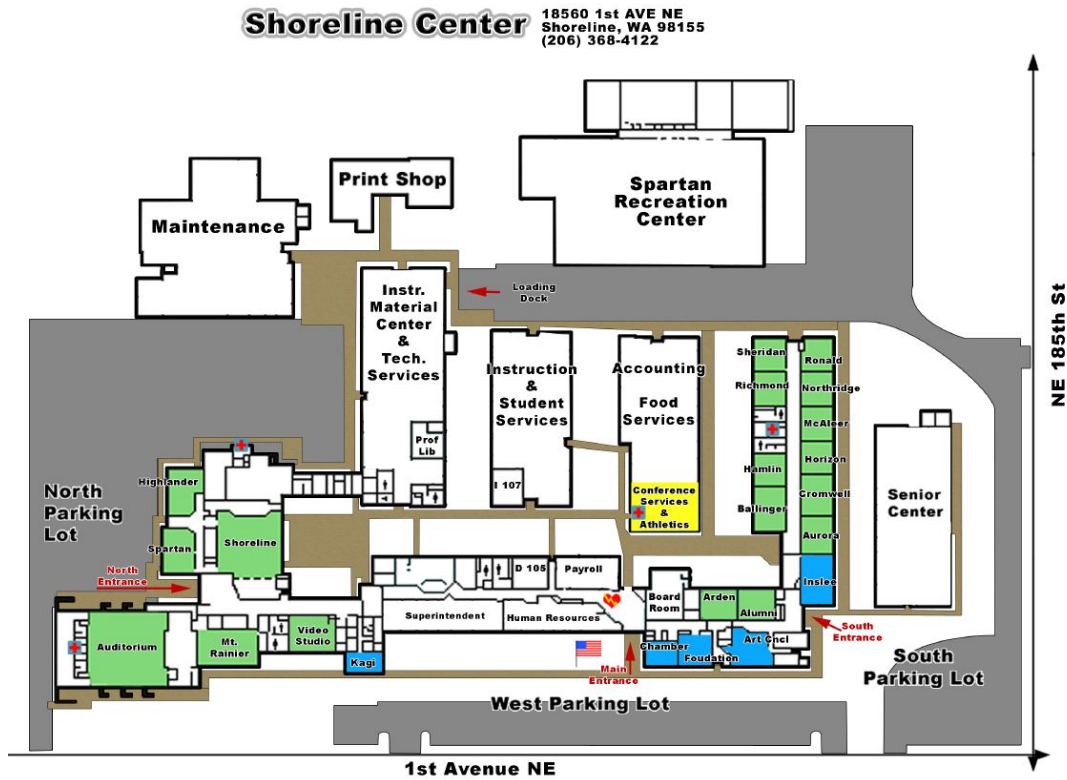 Shoreline Center
18560 1st AVE NE
Shoreline, WA 98155
(206) 368-4122
Print Shop
Spartan
Recreation
Center
Maintenance
Loading
Dock
Instr.
Material
Center
&
Tech.
Services
Instruction
&
Student
Services
Accounting
Food
Services
Sheridan
Ronald
Richmond
Northridge
McAleer
Horizon
Hamlin
Cromwell
Ballinger
Aurora
Inslee
NE 185th St
Prof
Lib
I 107
Conference
Services
&
Athletics
Senior
Center
Highlander
North
Parking
Lot
Spartan
Shoreline
North
Entrance
D 105
Payroll
Board
Room
Arden
Alumni
Superintendent
Human Resources
South
Entrance
Auditorium
Mt.
Rainier
Video
Studio
Kagi
Chamber
Foudation
Art Cncl
Main
Entrance
South
Parking Lot
West Parking Lot
1st Avenue NE